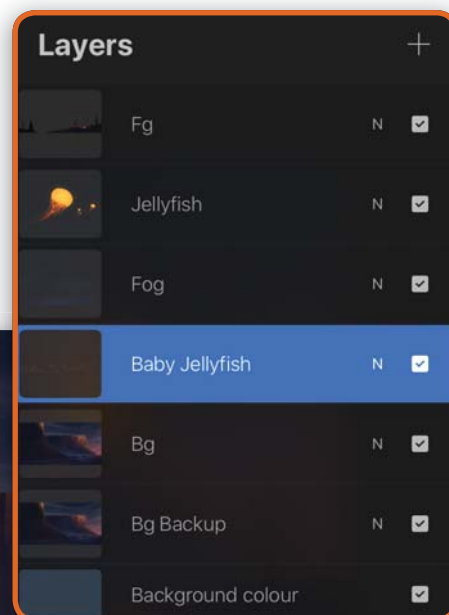 Layers
Fg N
Jellyfish N
Fog N
Baby Jellyfish N
Bg N
Bg Backup N
Background colour